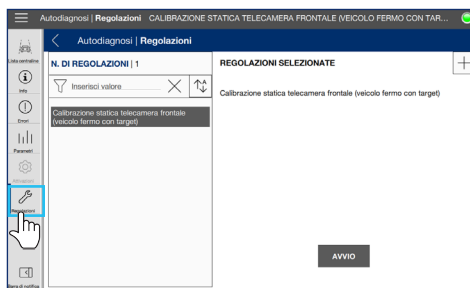 Autodiagnosi | Regolazioni CALIBRAZIONE STATICA TELECAMERA FRONTALE (VEICOLO FERMO CON TAR...
Autodiagnosi | Regolazioni
Lista centraline
Info
Errori
Parametri
Attivazioni
Regolazioni
Barra di notifica
N. DI REGOLAZIONI | 1
Inserisci valore
Calibrazione statica telecamera frontale
(veicolo fermo con target)
REGOLAZIONI SELEZIONATE
Calibrazione statica telecamera frontale (veicolo fermo con target)
AVVIO